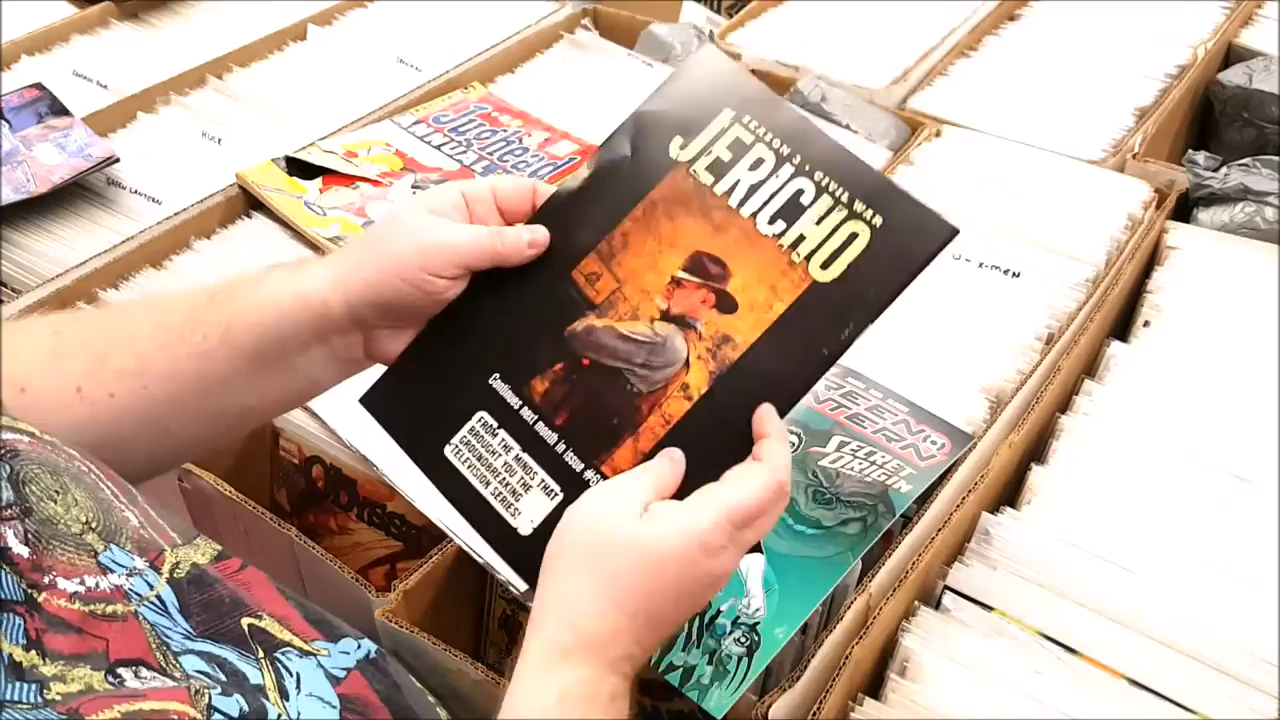 HULK
GREEN LANTERN
Jughead
ANNUAL
SEASON 3 : CIVIL WAR
JERICHO
Continues next month in issue #6
FROM THE MINDS THAT
BROUGHT YOU THE
GROUNDBREAKING
TELEVISION SERIES!
U-X-MEN
GREEN
LANTERN
SECRET
ORIGIN